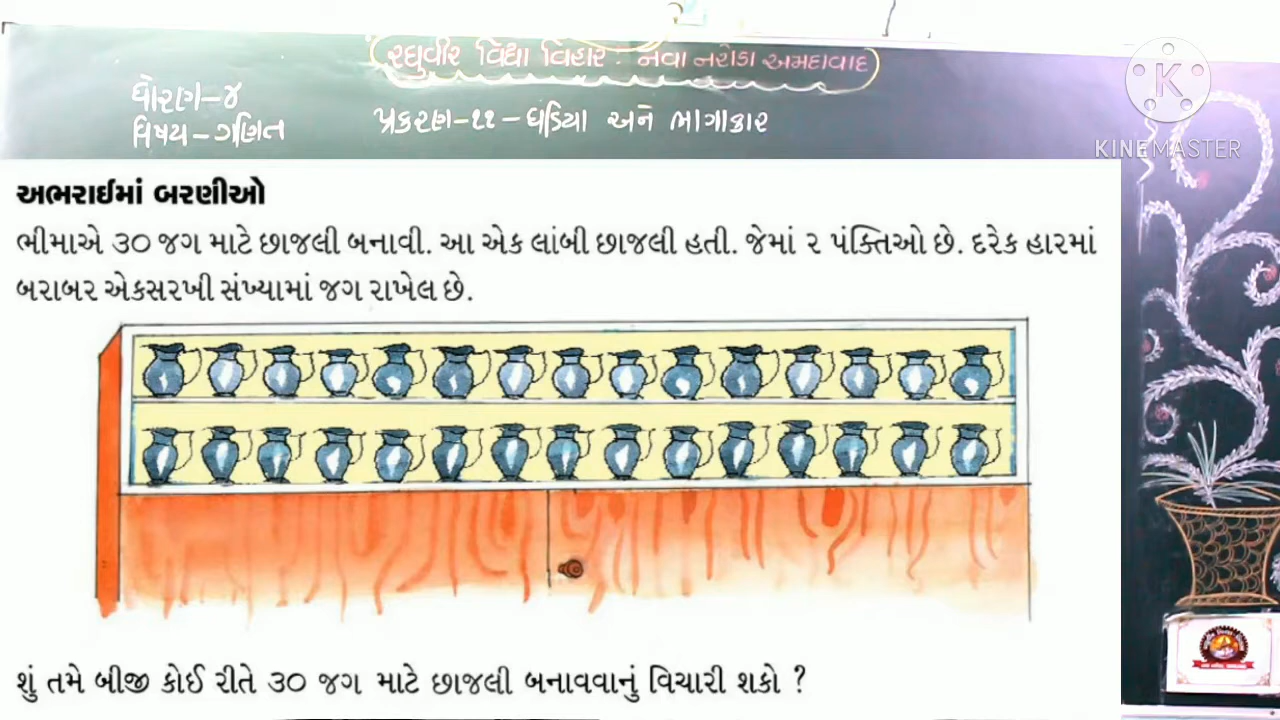 રઘુવીર વિદ્યા વિહાર : નવા નરોડા અમદાવાદ
ધોરણ-૪
વિષય-ગણિત
પ્રકરણ-૧૧ - ઘડિયા અને ભાગાકાર
K
KINEMASTER
અભરાઈમાં બરણીઓ
ભીમાએ ૩૦ જગ માટે છાજલી બનાવી. આ એક લાંબી છાજલી હતી. જેમાં ૨ પંક્તિઓ છે. દરેક હારમાં
બરાબર એકસરખી સંખ્યામાં જગ રાખેલ છે.
શું તમે બીજી કોઈ રીતે ૩૦ જગ માટે છાજલી બનાવવાનું વિચારી શકો ?